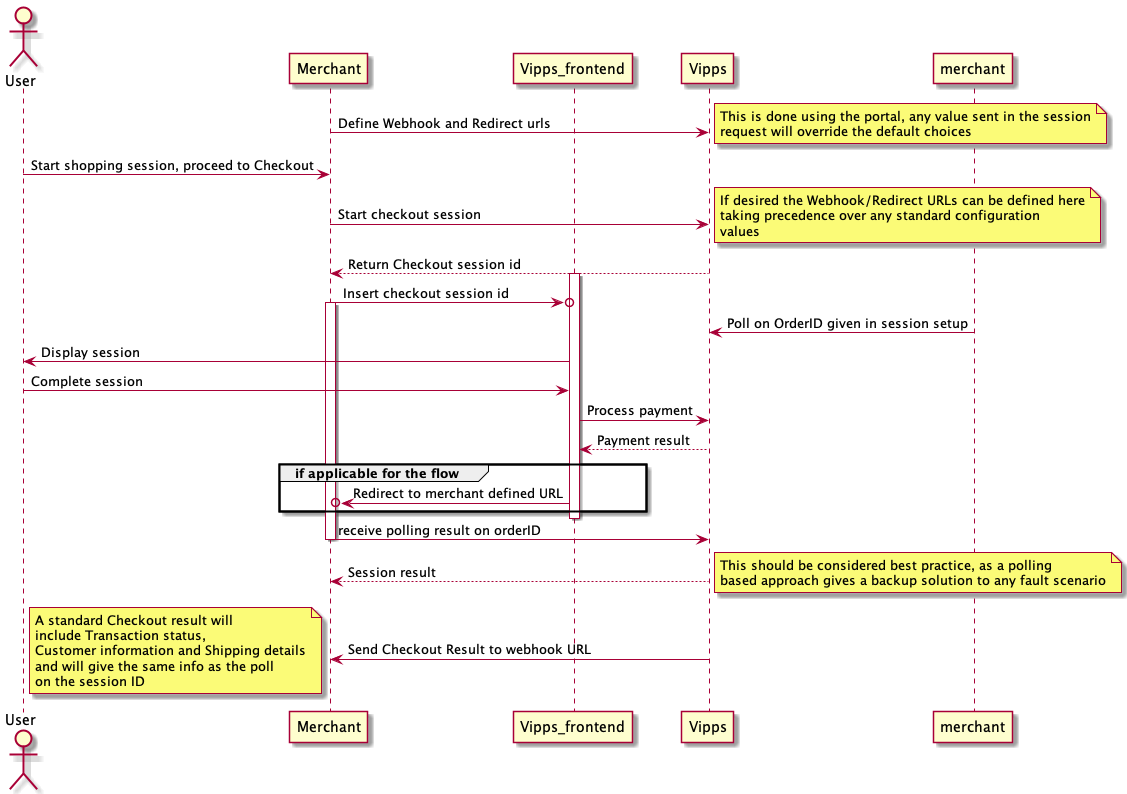 User
Merchant
Vipps_frontend
Vipps
merchant
Define Webhook and Redirect urls
This is done using the portal, any value sent in the session
request will override the default choices
Start shopping session, proceed to Checkout
Start checkout session
If desired the Webhook/Redirect URLs can be defined here
taking precedence over any standard configuration
values
Return Checkout session id
Insert checkout session id
Poll on OrderID given in session setup
Display session
Complete session
Process payment
Payment result
if applicable for the flow
Redirect to merchant defined URL
receive polling result on orderID
Session result
This should be considered best practice, as a polling
based approach gives a backup solution to any fault scenario
A standard Checkout result will
include Transaction status,
Customer information and Shipping details
and will give the same info as the poll
on the session ID
Send Checkout Result to webhook URL
User
Merchant
Vipps_frontend
Vipps
merchant